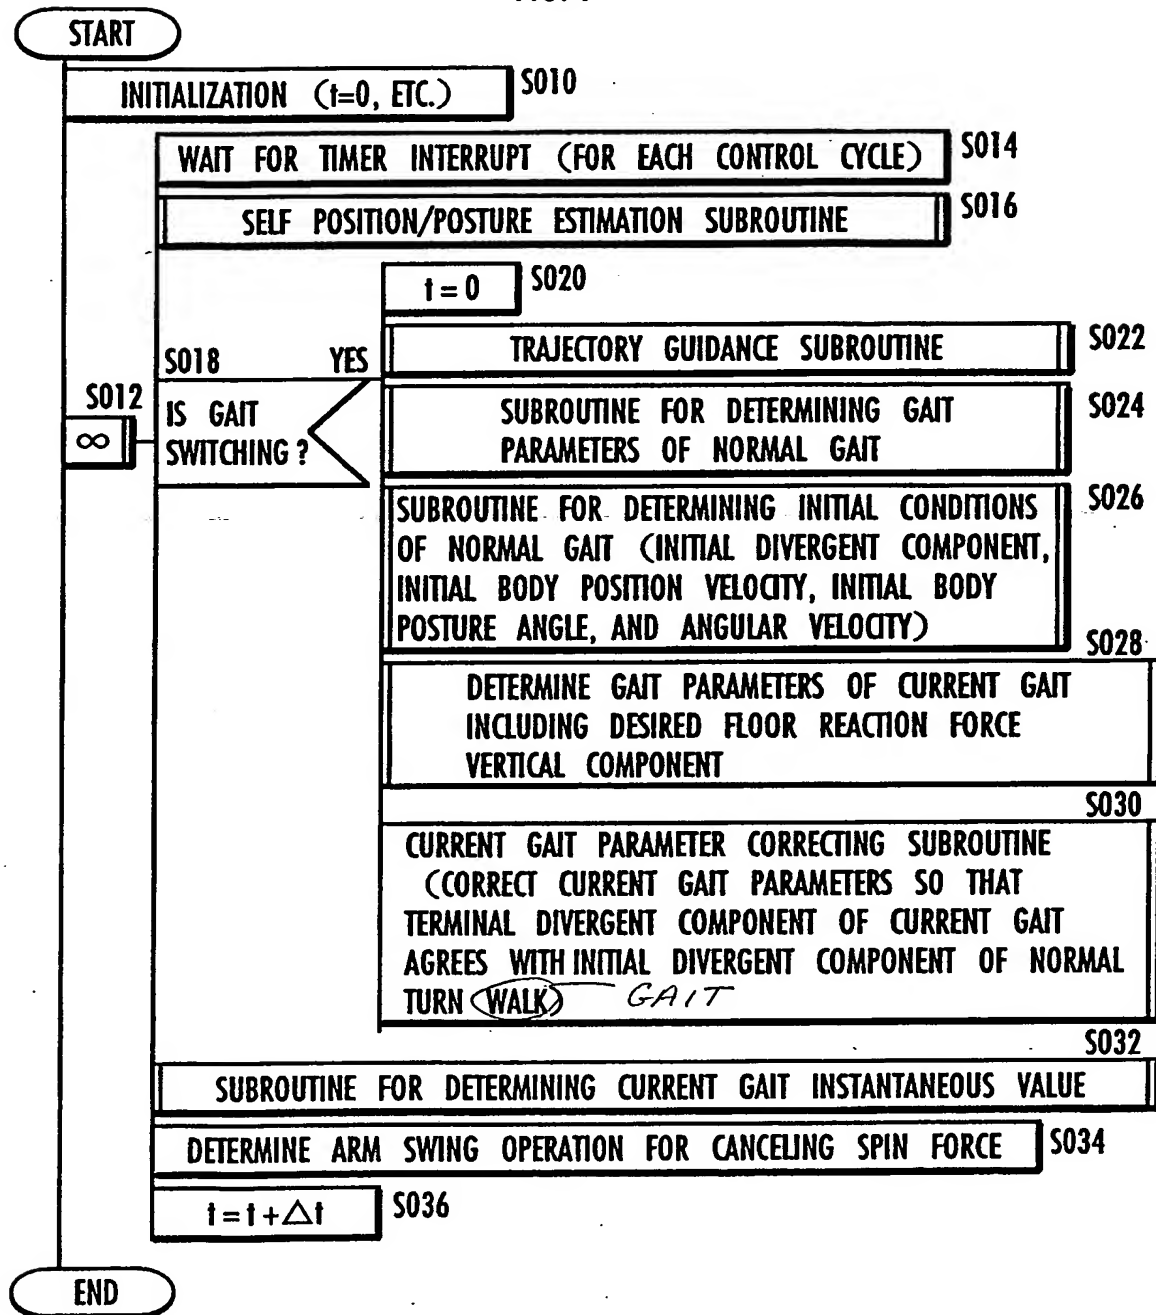 START
INITIALIZATION (t=0, ETC.) S010
WAIT FOR TIMER INTERRUPT (FOR EACH CONTROL CYCLE) S014
SELF POSITION/POSTURE ESTIMATION SUBROUTINE S016
t = 0 S020
TRAJECTORY GUIDANCE SUBROUTINE S022
S018 YES
S012
∞
IS GAIT
SWITCHING ?
SUBROUTINE FOR DETERMINING GAIT S024
PARAMETERS OF NORMAL GAIT
SUBROUTINE FOR DETERMINING INITIAL CONDITIONS S026
OF NORMAL GAIT (INITIAL DIVERGENT COMPONENT,
INITIAL BODY POSITION VELOCITY, INITIAL BODY
POSTURE ANGLE, AND ANGULAR VELOCITY)
S028
DETERMINE GAIT PARAMETERS OF CURRENT GAIT
INCLUDING DESIRED FLOOR REACTION FORCE
VERTICAL COMPONENT
S030
CURRENT GAIT PARAMETER CORRECTING SUBROUTINE
(CORRECT CURRENT GAIT PARAMETERS SO THAT
TERMINAL DIVERGENT COMPONENT OF CURRENT GAIT
AGREES WITH INITIAL DIVERGENT COMPONENT OF NORMAL
TURN WALK) GAIT
S032
SUBROUTINE FOR DETERMINING CURRENT GAIT INSTANTANEOUS VALUE
DETERMINE ARM SWING OPERATION FOR CANCELING SPIN FORCE S034
t=t+△t S036
END